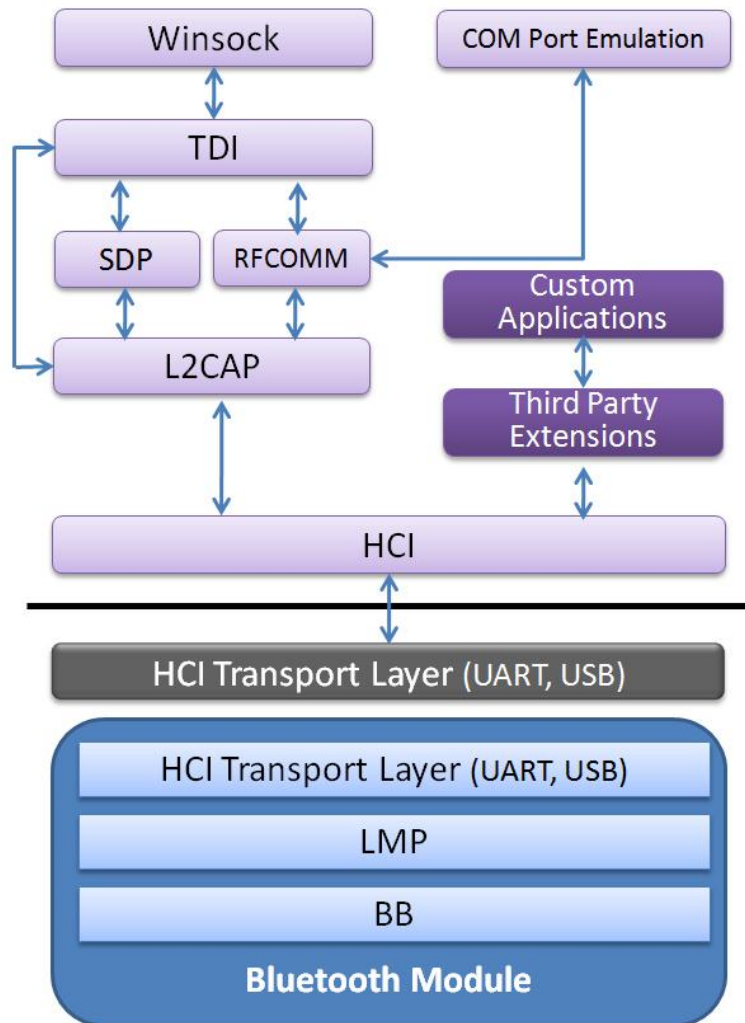 Winsock
COM Port Emulation
TDI
SDP
RFCOMM
Custom
Applications
L2CAP
Third Party
Extensions
HCI
HCI Transport Layer (UART, USB)
HCI Transport Layer (UART, USB)
LMP
BB
Bluetooth Module